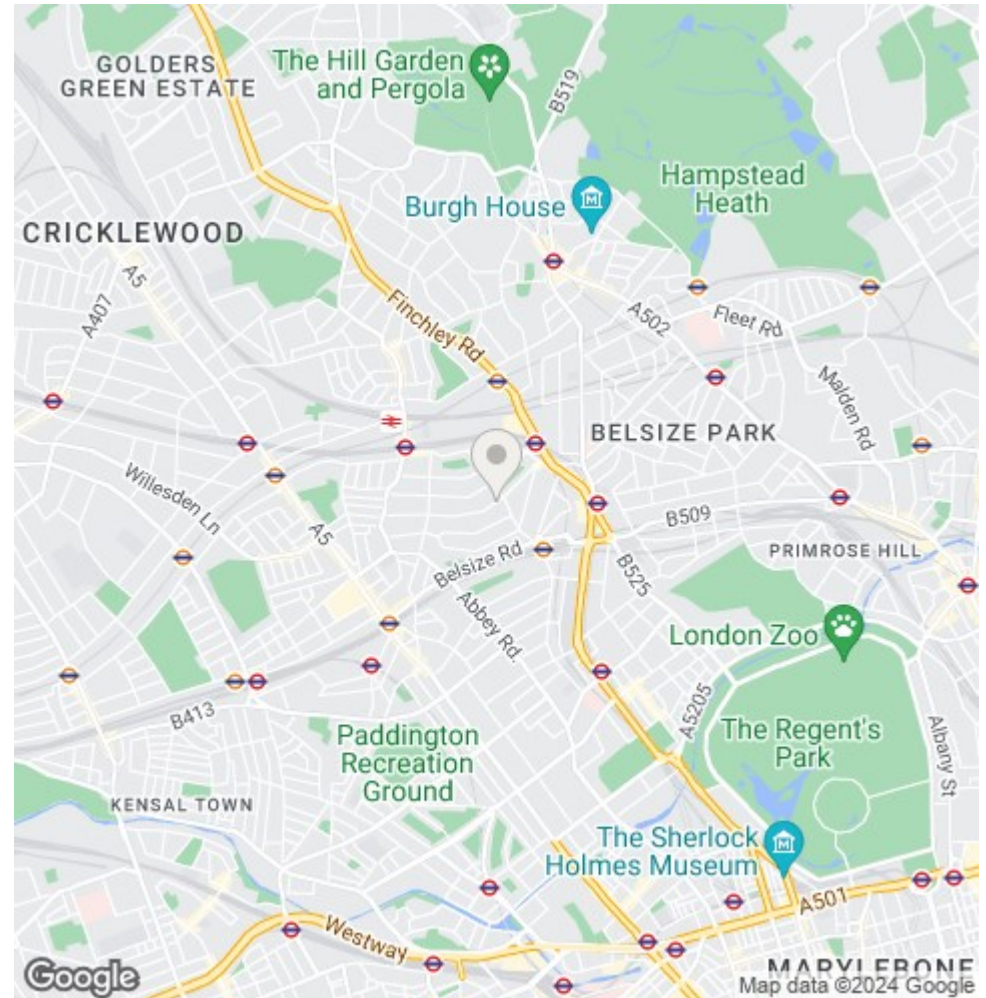 GOLDERS
GREEN ESTATE
The Hill Garden
and Pergola
B519
Hampstead
Heath
Burgh House
CRICKLEWOOD
A5
A407
Finchley Rd
A502
Fleet Rd
Malden Rd
BELSIZE PARK
Willesden Ln
A5
B509
PRIMROSE HILL
Belsize Rd
B525
Abbey Rd.
London Zoo
A5205
B413
The Regent's
Park
Albany St
Paddington
Recreation
Ground
KENSAL TOWN
The Sherlock
Holmes Museum
A501
Westway
MARYLEBONE
Google
Map data ©2024 Google